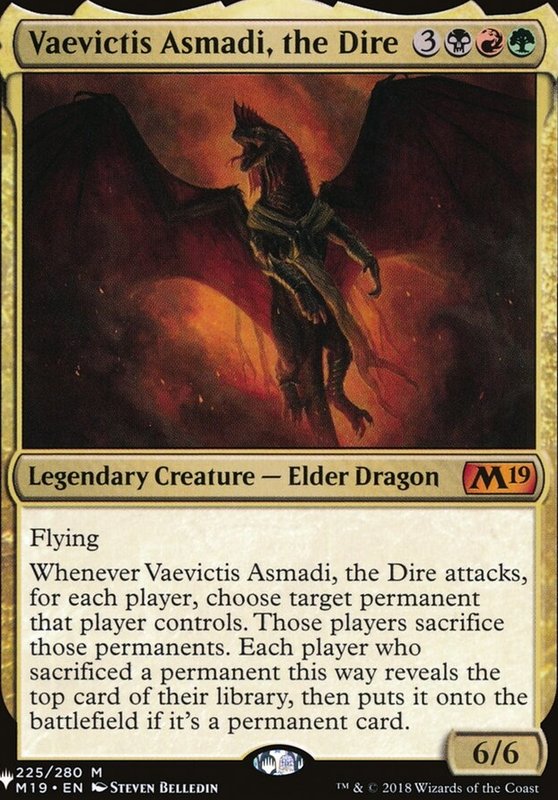 Vaevictis Asmadi, the Dire 3
Legendary Creature — Elder Dragon M19
Flying
Whenever Vaevictis Asmadi, the Dire attacks,
for each player, choose target permanent
that player controls. Those players sacrifice
those permanents. Each player who
sacrificed a permanent this way reveals the
top card of their library, then puts it onto the
battlefield if it's a permanent card.
6/6
225/280 M
M19 • EN Steven Belledin
™ & © 2018 Wizards of the Coast